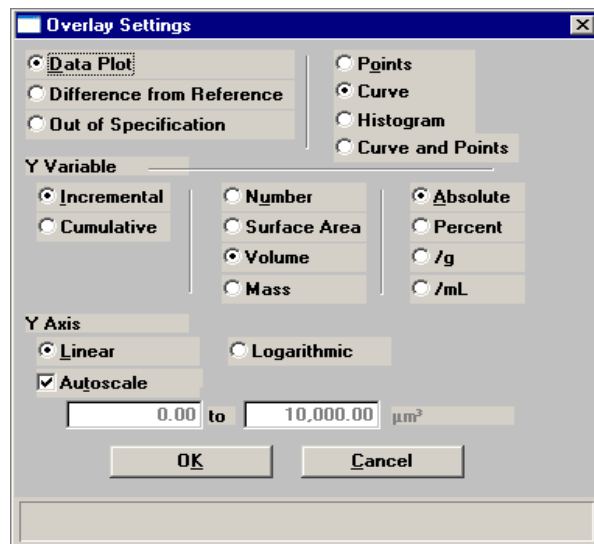 Overlay Settings
Data Plot
Difference from Reference
Out of Specification
Points
Curve
Histogram
Curve and Points
Y Variable
Incremental
Cumulative
Number
Surface Area
Volume
Mass
Absolute
Percent
/g
/mL
Y Axis
Linear
Logarithmic
Autoscale
0.00 to 10,000.00 µm³
OK
Cancel